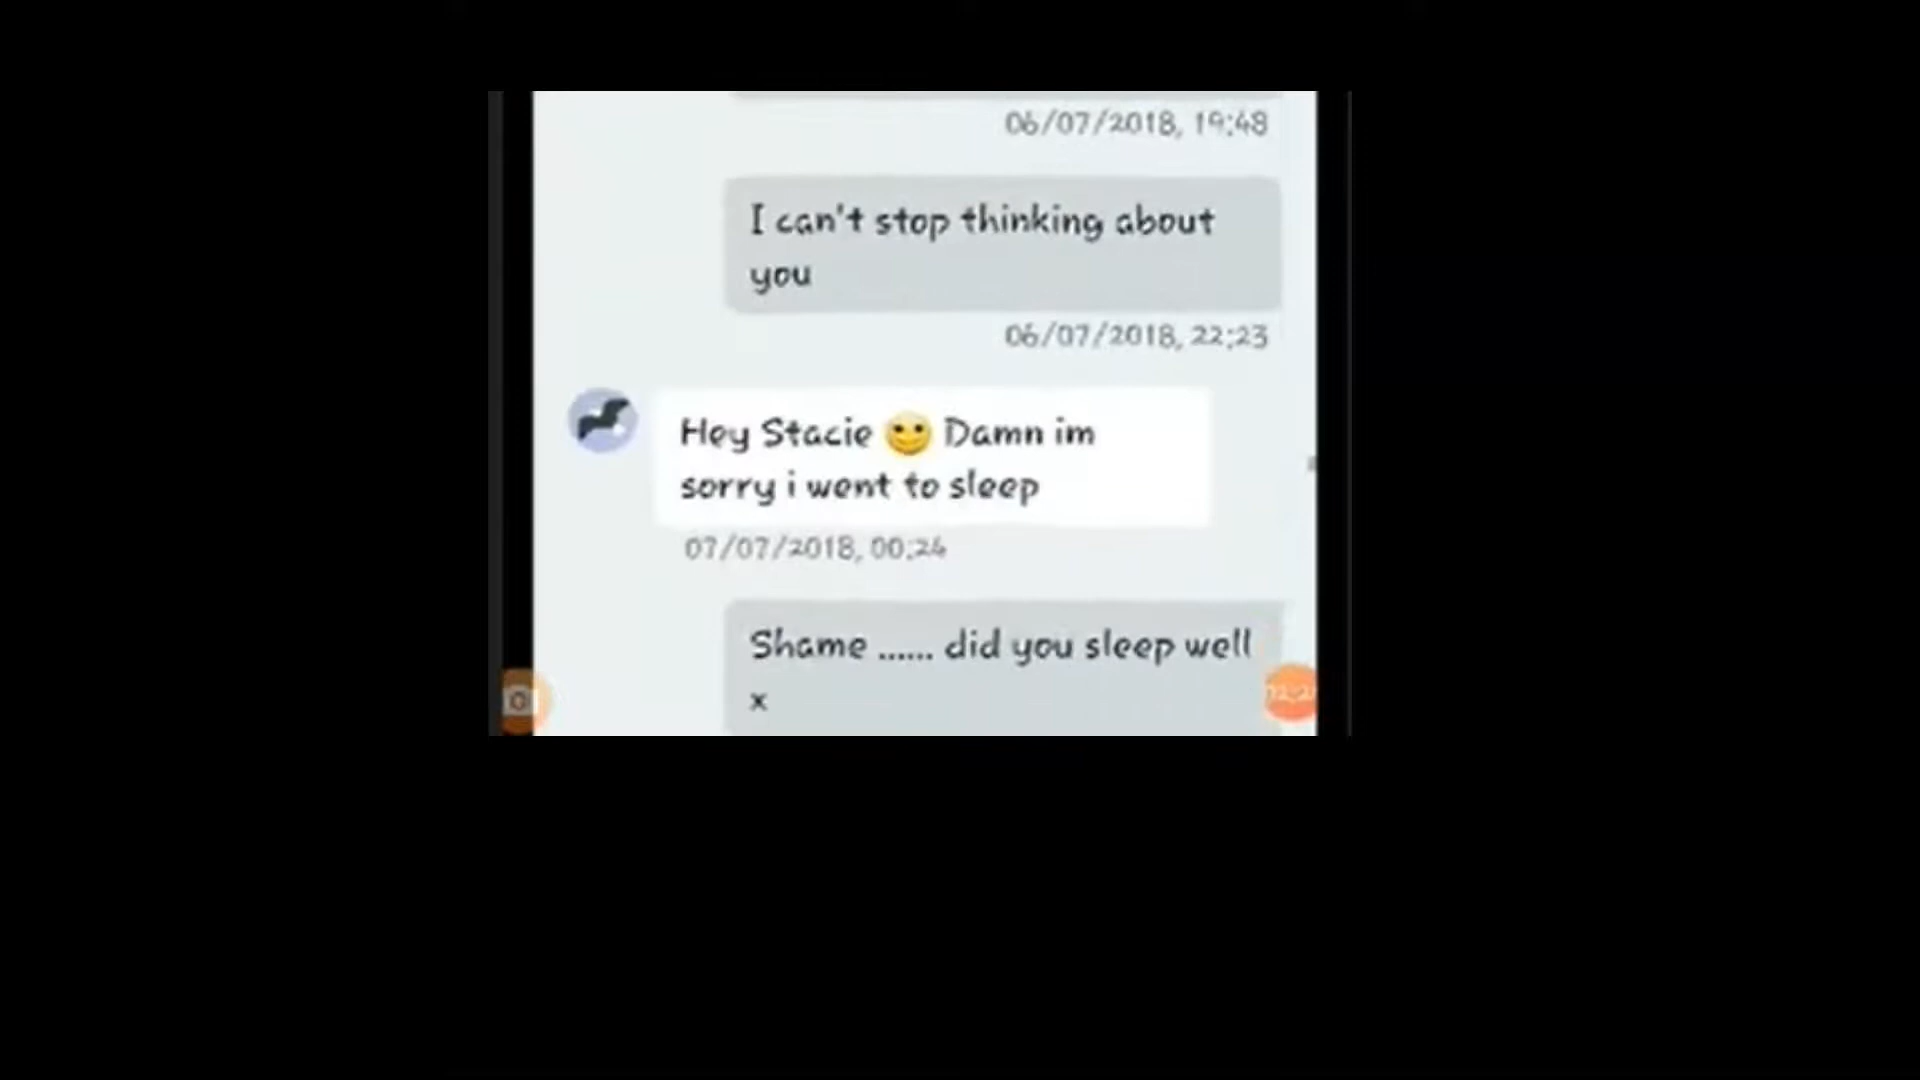 06/07/2018, 19:48
I can't stop thinking about
you
06/07/2018, 22:23
Hey Stacie 🙂 Damn im
sorry i went to sleep
07/07/2018, 00:26
Shame ...... did you sleep well
x